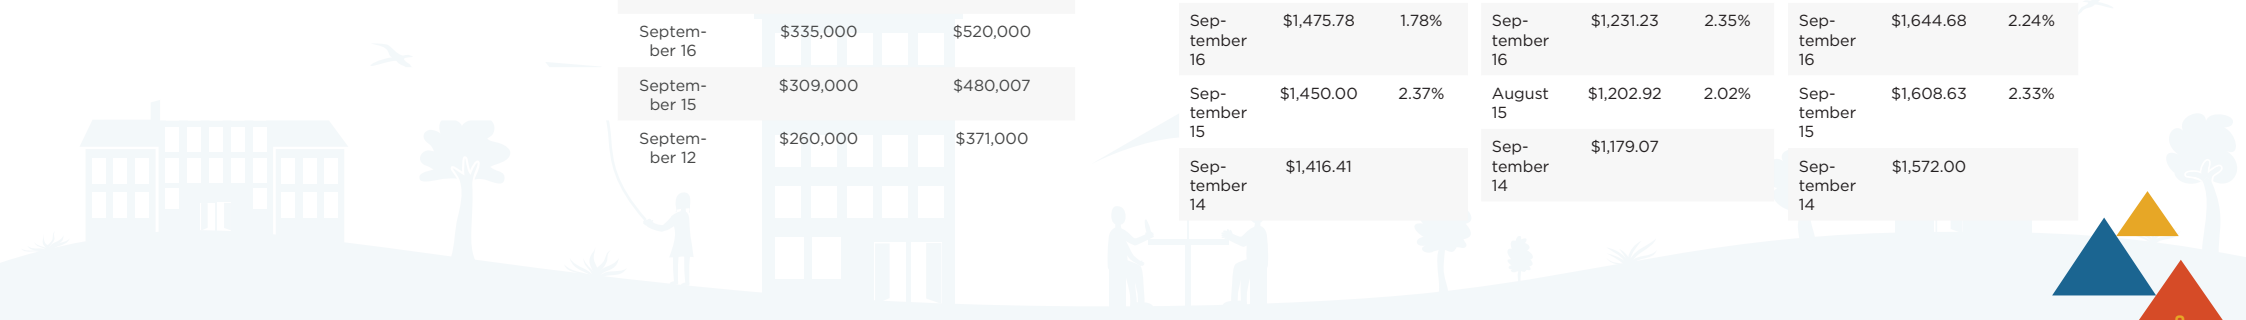 Septem-
ber 16 $335,000 $520,000
Septem-
ber 15 $309,000 $480,007
Septem-
ber 12 $260,000 $371,000
Sep-
tember
16 $1,475.78 1.78%
Sep-
tember
15 $1,450.00 2.37%
Sep-
tember
14 $1,416.41
Sep-
tember
16 $1,231.23 2.35%
August
15 $1,202.92 2.02%
Sep-
tember
14 $1,179.07
Sep-
tember
16 $1,644.68 2.24%
Sep-
tember
15 $1,608.63 2.33%
Sep-
tember
14 $1,572.00